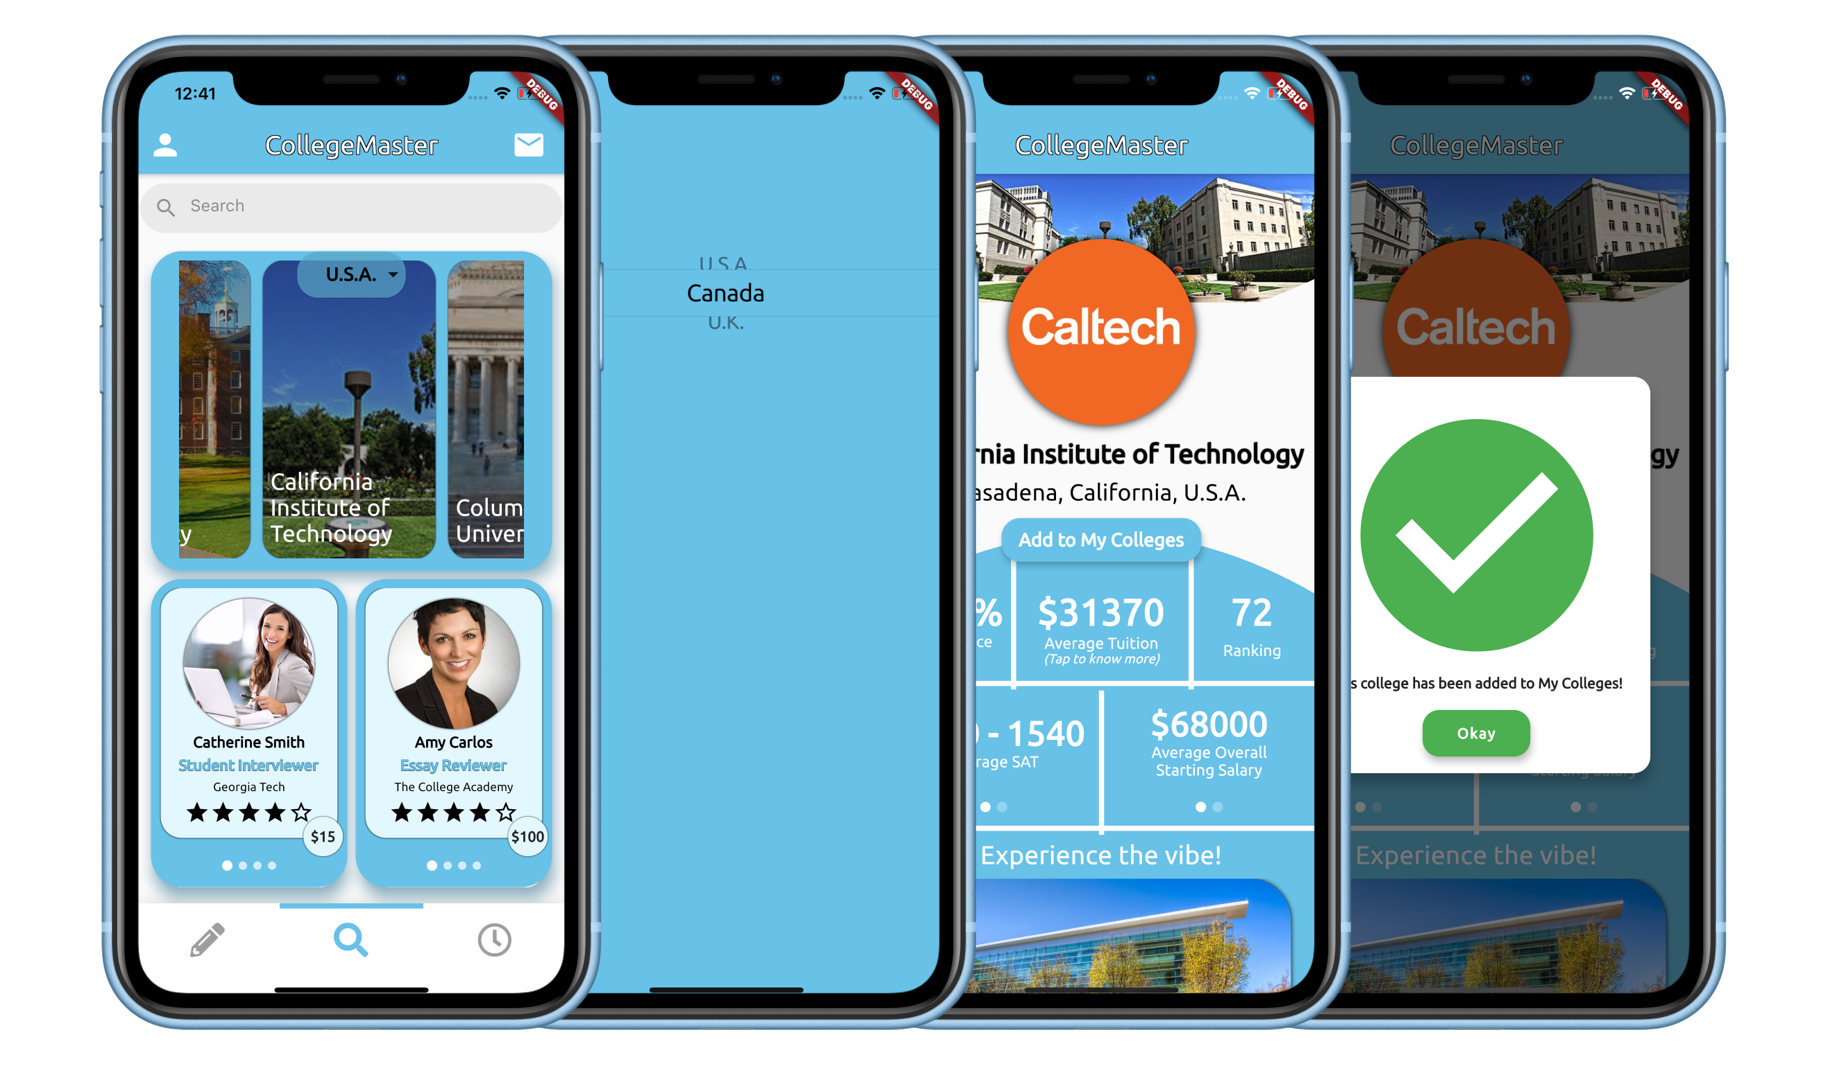 12:41
DEBUG
CollegeMaster
Search
U.S.A.
y
California
Institute of
Technology
Colum
Univer
Catherine Smith
Student Interviewer
Georgia Tech
$15
Amy Carlos
Essay Reviewer
The College Academy
$100
DEBUG
U.S.A.
Canada
U.K.
DEBUG
CollegeMaster
Caltech
rnia Institute of Technology
asadena, California, U.S.A.
Add to My Colleges
%
ce
$31370
Average Tuition
(Tap to know more)
72
Ranking
- 1540
rage SAT
$68000
Average Overall
Starting Salary
Experience the vibe!
DEBUG
CollegeMaster
Caltech
gy
s college has been added to My Colleges!
Okay
g
Starting Salary
Experience the vibe!